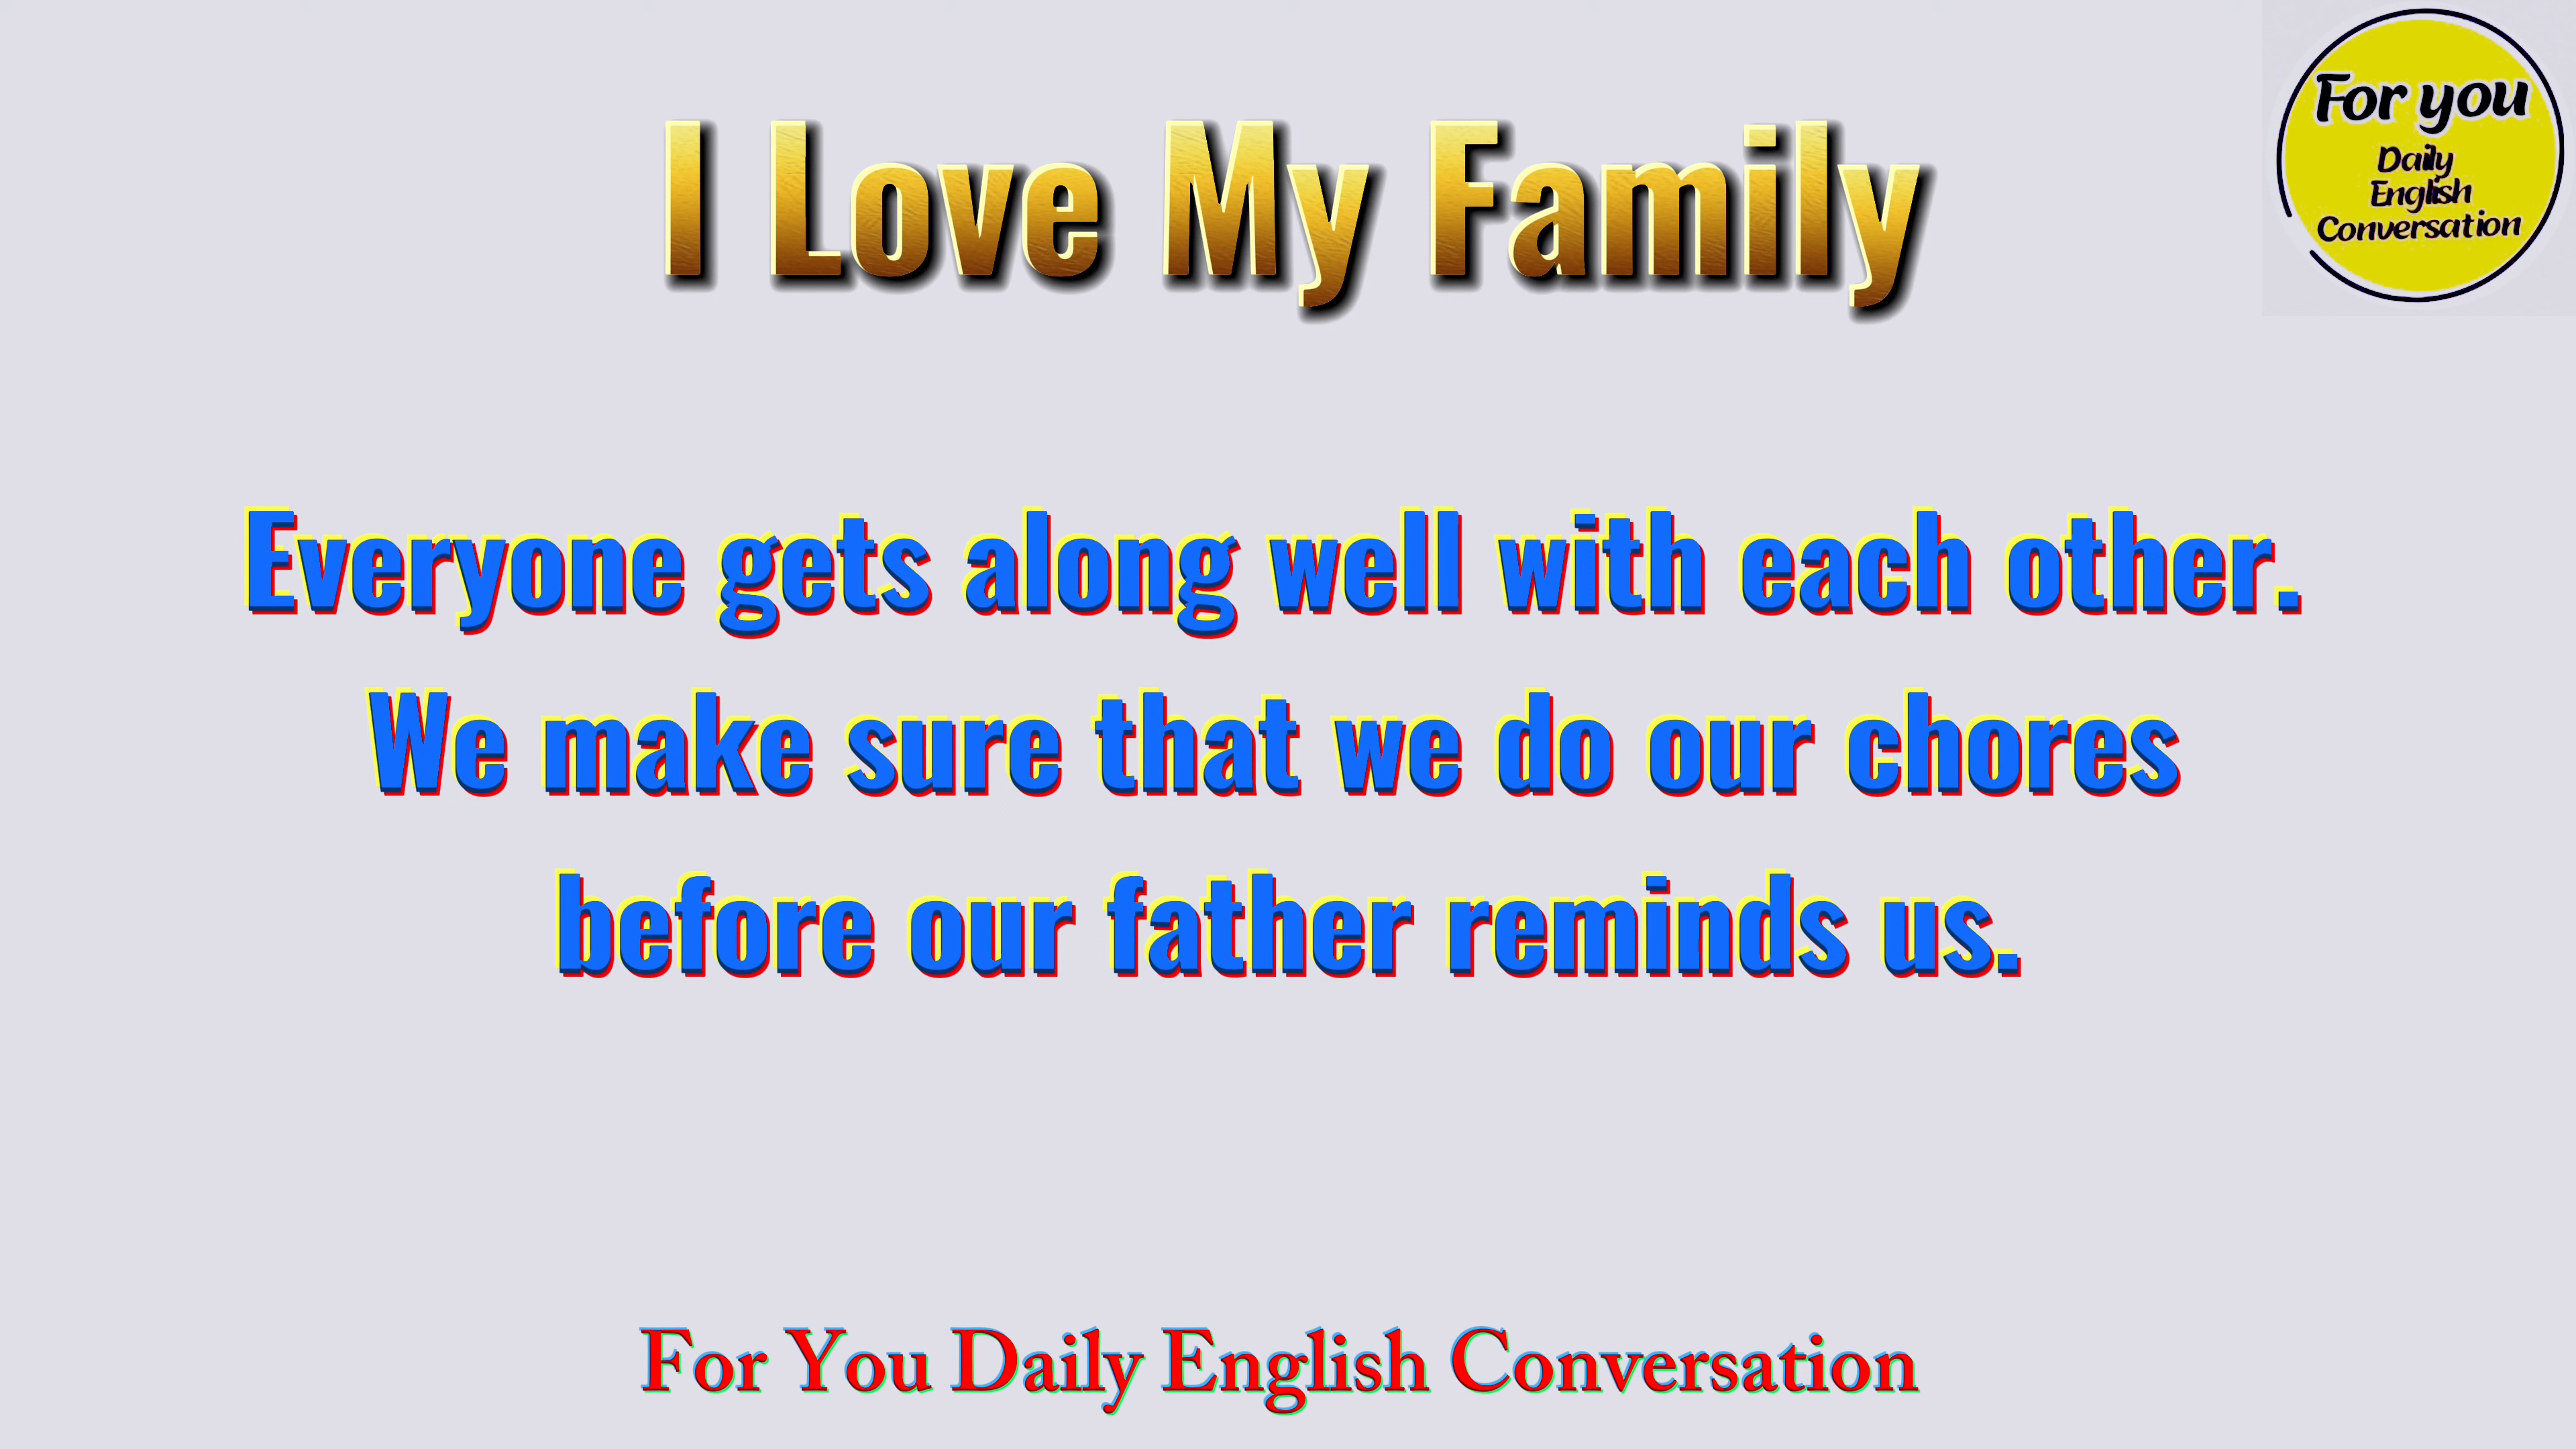 I Love My Family
For you
Daily
English
Conversation
Everyone gets along well with each other.
We make sure that we do our chores
before our father reminds us.
For You Daily English Conversation